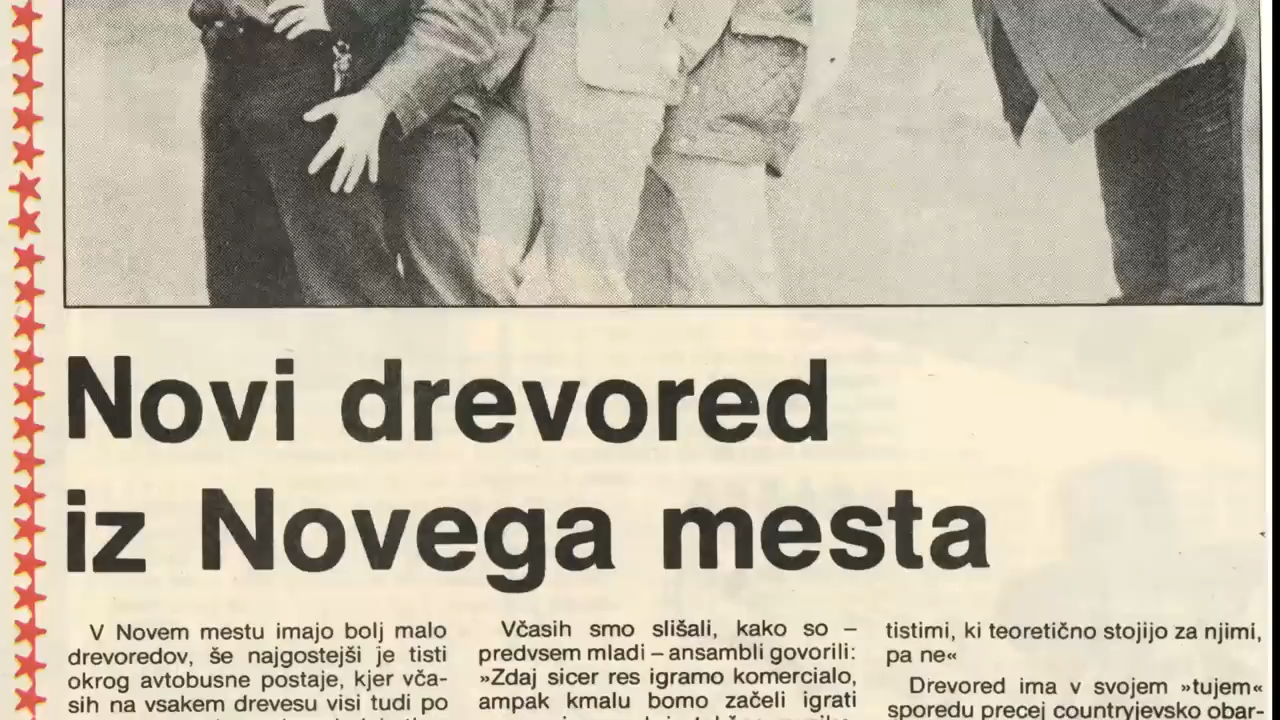 Novi drevored
iz Novega mesta
V Novem mestu imajo bolj malo
drevoredov, še najgostejši je tisti
okrog avtobusne postaje, kjer vča-
sih na vsakem drevesu visi tudi po
Včasih smo slišali, kako so –
predvsem mladi – ansambli govorili:
»Zdaj sicer res igramo komercialo,
ampak kmalu bomo začeli igrati
tistimi, ki teoretično stojijo za njimi,
pa ne«
Drevored ima v svojem »tujem«
sporedu precej countryjevsko obar-